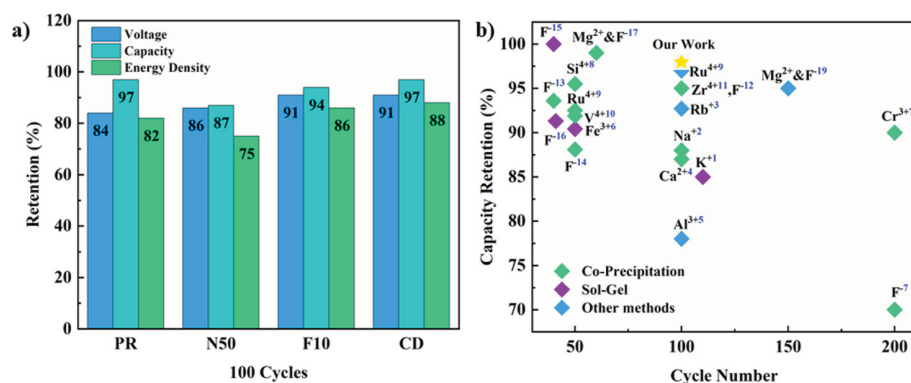 a)
Voltage
Capacity
Energy Density
Retention (%)
120
100
80
60
40
20
0
84
97
82
86
87
75
91
94
86
91
97
88
PR
N50
F10
CD
100 Cycles
b)
Capacity Retention (%)
100
95
90
85
80
75
70
F-15
Mg2+&F-17
Our Work
Si4+8
Ru4+9
Mg2+&F-19
F-13
Zr4+11,F-12
Ru4+9
Rb+3
V4+10
Cr3+
F-16
Fe3+6
Na+2
F-14
K+1
Ca2+4
Al3+5
F-7
Co-Precipitation
Sol-Gel
Other methods
50
100
150
200
Cycle Number